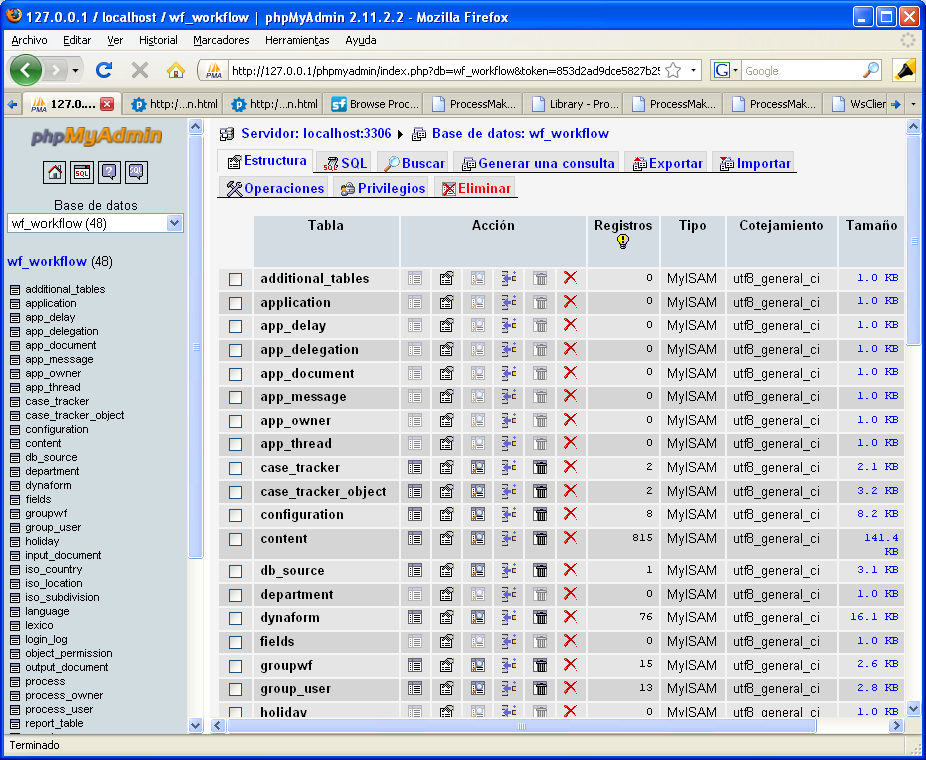 127.0.0.1 / localhost / wf_workflow | phpMyAdmin 2.11.2.2 - Mozilla Firefox
Archivo Editar Ver Historial Marcadores Herramientas Ayuda
PMA http://127.0.0.1/phpmyadmin/index.php?db=wf_workflow&token=853d2ad9dce5827b25 Google
PMA 127.0.... http:/...n.html http:/...n.html Browse Proc... ProcessMak... Library - Pro... ProcessMak... ProcessMak... WsClier
phpMyAdmin
SQL
Base de datos
wf_workflow (48)
wf_workflow (48)
additional_tables
application
app_delay
app_delegation
app_document
app_message
app_owner
app_thread
case_tracker
case_tracker_object
configuration
content
db_source
department
dynaform
fields
groupwf
group_user
holiday
input_document
iso_country
iso_location
iso_subdivision
language
lexico
login_log
object_permission
output_document
process
process_owner
process_user
report_table
Servidor: localhost:3306 Base de datos: wf_workflow
Estructura SQL Buscar Generar una consulta Exportar Importar
Operaciones Privilegios Eliminar
Tabla Acción Registros Tipo Cotejamiento Tamaño
additional_tables 0 MyISAM utf8_general_ci 1.0 KB
application 0 MyISAM utf8_general_ci 1.0 KB
app_delay 0 MyISAM utf8_general_ci 1.0 KB
app_delegation 0 MyISAM utf8_general_ci 1.0 KB
app_document 0 MyISAM utf8_general_ci 1.0 KB
app_message 0 MyISAM utf8_general_ci 1.0 KB
app_owner 0 MyISAM utf8_general_ci 1.0 KB
app_thread 0 MyISAM utf8_general_ci 1.0 KB
case_tracker 2 MyISAM utf8_general_ci 2.1 KB
case_tracker_object 2 MyISAM utf8_general_ci 3.2 KB
configuration 8 MyISAM utf8_general_ci 8.2 KB
content 815 MyISAM utf8_general_ci 141.4
KB
db_source 1 MyISAM utf8_general_ci 3.1 KB
department 0 MyISAM utf8_general_ci 1.0 KB
dynaform 76 MyISAM utf8_general_ci 16.1 KB
fields 0 MyISAM utf8_general_ci 1.0 KB
groupwf 15 MyISAM utf8_general_ci 2.6 KB
group_user 13 MyISAM utf8_general_ci 2.8 KB
holiday 0 MyISAM utf8_general_ci 1.0 KB
Terminado